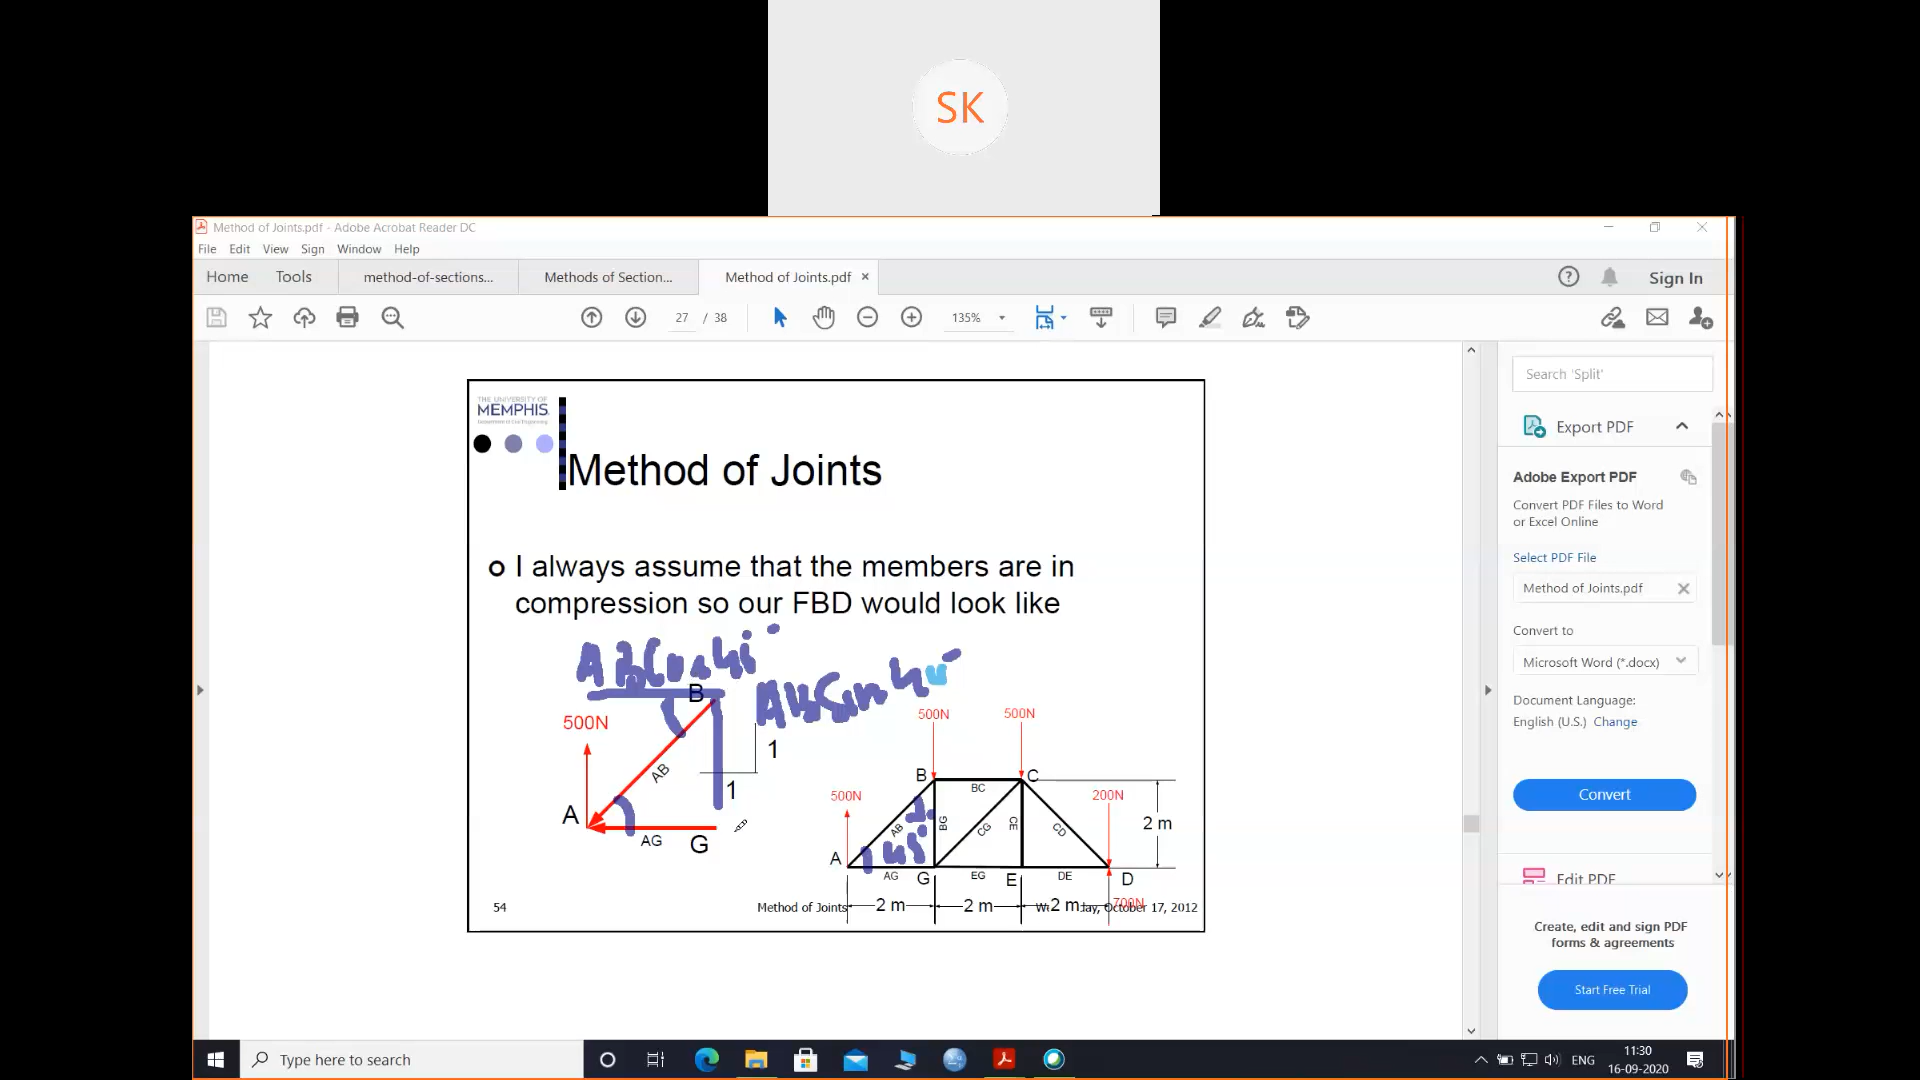 SK
Method of Joints.pdf - Adobe Acrobat Reader DC
File Edit View Sign Window Help
Home Tools method-of-sections... Methods of Section... Method of Joints.pdf × Sign In
27 / 38 135%
Search 'Split'
Export PDF
Adobe Export PDF
Convert PDF Files to Word
or Excel Online
Select PDF File
Method of Joints.pdf
Convert to
Microsoft Word (*.docx)
Document Language:
English (U.S.) Change
Convert
Edit PDF
Create, edit and sign PDF
forms & agreements
Start Free Trial
THE UNIVERSITY OF
MEMPHIS
Method of Joints
I always assume that the members are in
compression so our FBD would look like
B
500N
AB
1
1
A
AG
G
500N 500N
B C
BC
500N 200N
AB BG CG CE CD
2 m
A
AG G EG E DE D
2 m 2 m 2 m 700N
54 Method of Joints October 17, 2012
Type here to search
ENG
11:30
16-09-2020